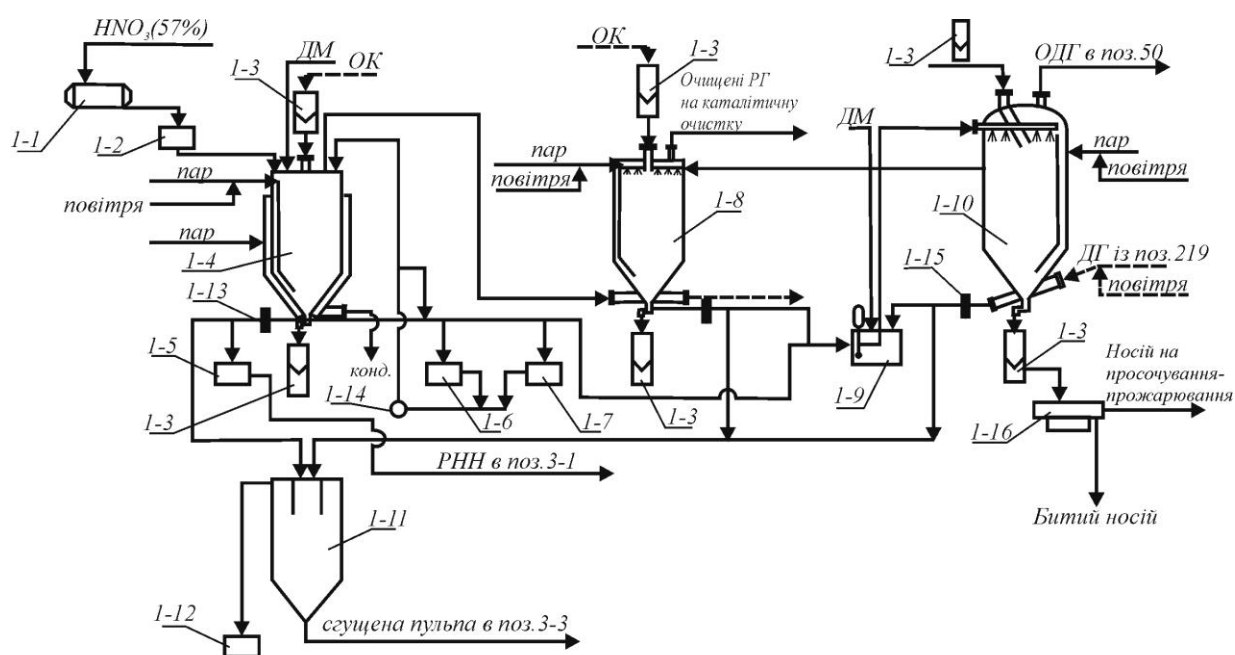 HNO₃(57%)
1-1
1-2
ДМ
1-3
ОК
пар
повітря
пар
1-4
1-13
1-5
1-3
конд.
1-14
1-6
1-7
ОК
1-3
Очищені РГ
на каталітичну
очистку
пар
повітря
1-8
1-3
ДМ
1-9
1-3
ОДГ в поз.50
пар
повітря
1-10
1-15
ДГ із поз.219
повітря
1-3
Носій на
просочування-
прожарювання
1-16
Битий носій
РНН в поз.3-1
1-11
1-12
сгущена пульпа в поз.3-3